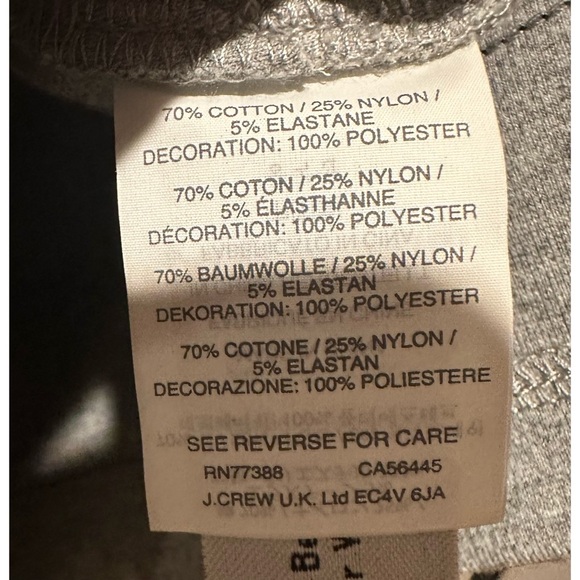 70% COTTON / 25% NYLON /
5% ELASTANE
DECORATION: 100% POLYESTER
70% COTON / 25% NYLON /
5% ÉLASTHANNE
DÉCORATION: 100% POLYESTER
70% BAUMWOLLE / 25% NYLON /
5% ELASTAN
DEKORATION: 100% POLYESTER
70% COTONE / 25% NYLON /
5% ELASTAN
DECORAZIONE: 100% POLIESTERE
SEE REVERSE FOR CARE
RN77388 CA56445
J.CREW U.K. Ltd EC4V 6JA